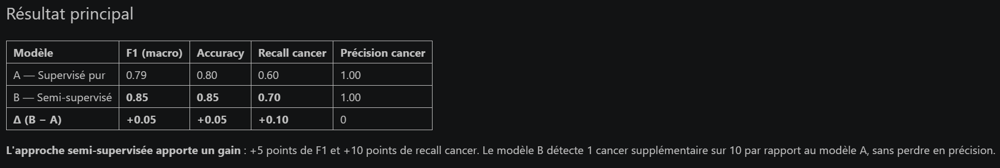 Résultat principal
Modèle F1 (macro) Accuracy Recall cancer Précision cancer
A — Supervisé pur 0.79 0.80 0.60 1.00
B — Semi-supervisé 0.85 0.85 0.70 1.00
Δ (B − A) +0.05 +0.05 +0.10 0
L'approche semi-supervisée apporte un gain : +5 points de F1 et +10 points de recall cancer. Le modèle B détecte 1 cancer supplémentaire sur 10 par rapport au modèle A, sans perdre en précision.